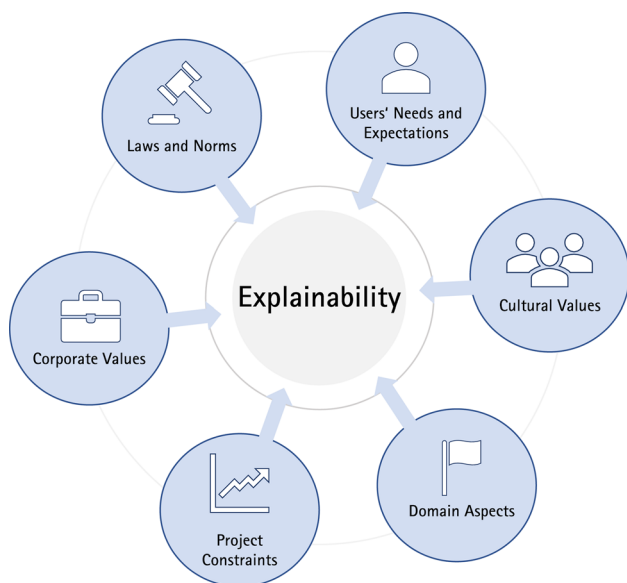 Users' Needs and
Expectations
Laws and Norms
Explainability
Cultural Values
Corporate Values
Domain Aspects
Project
Constraints